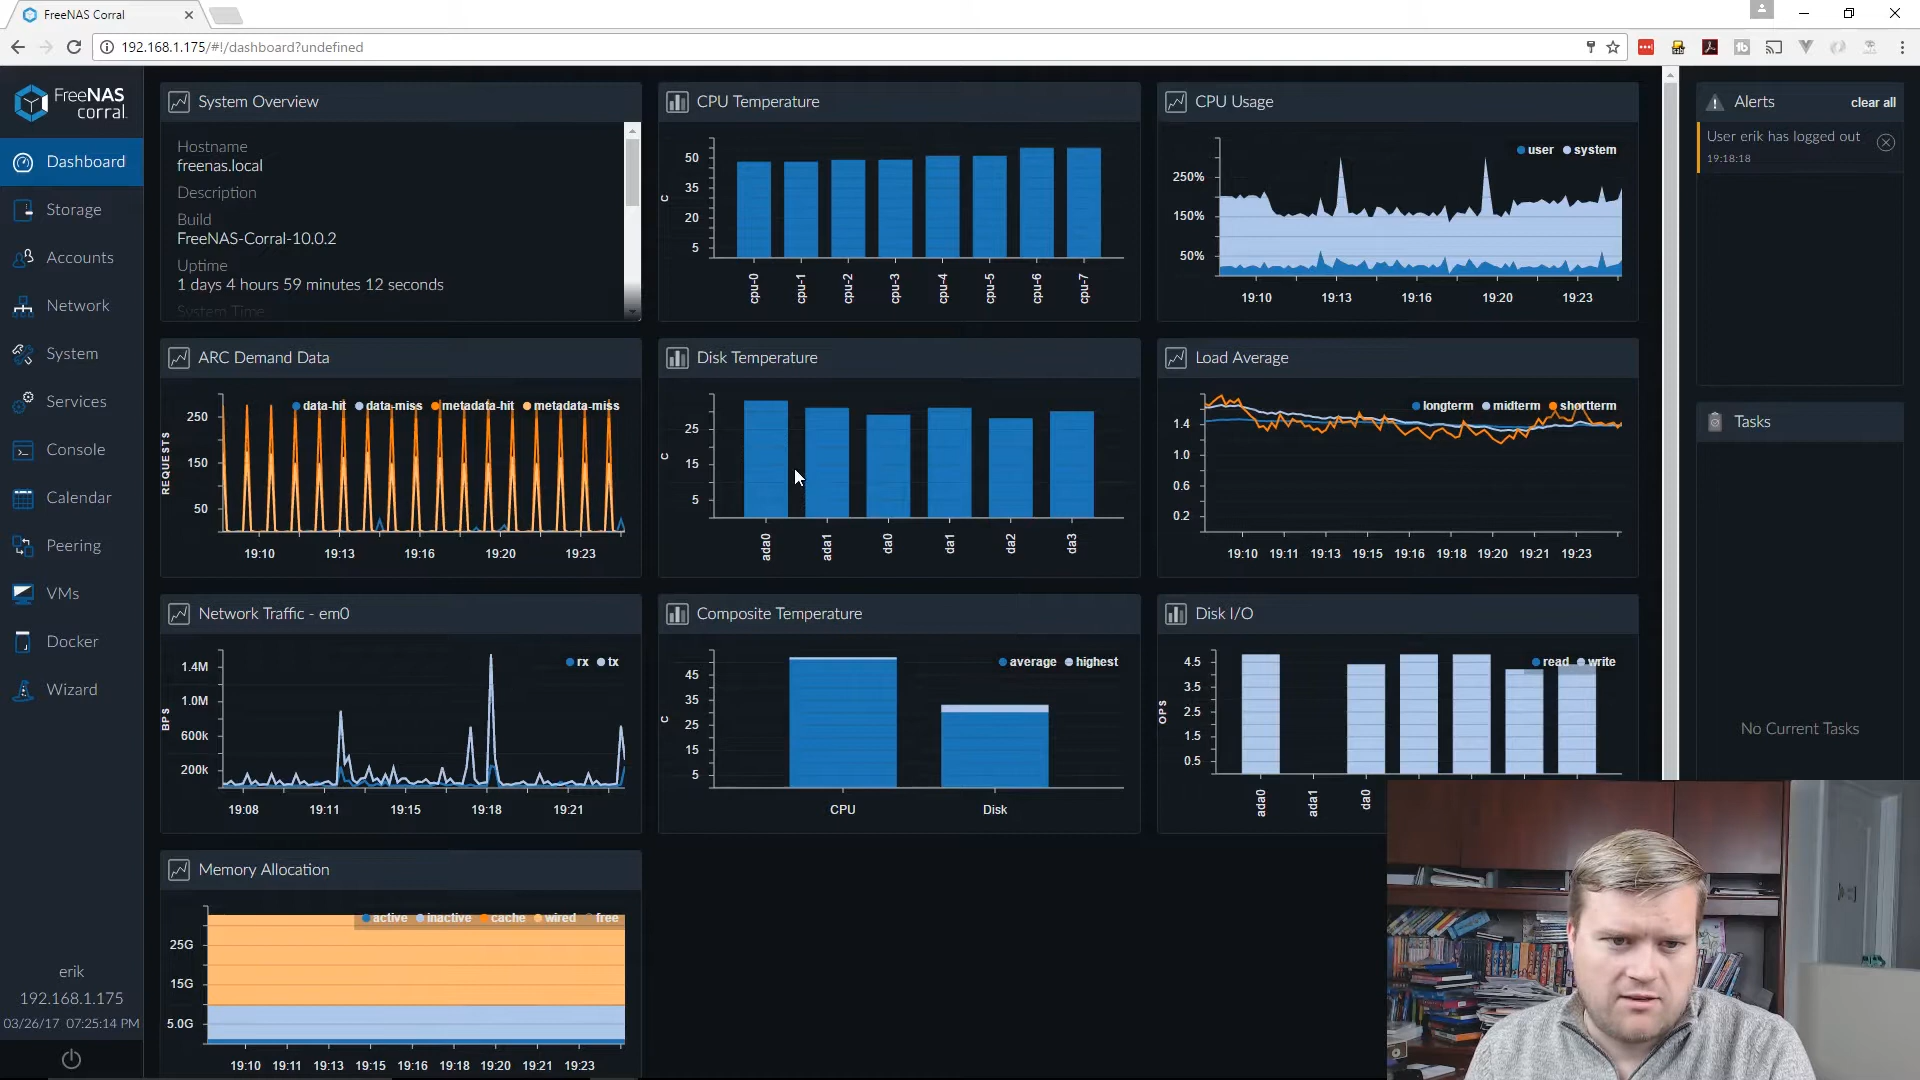 FreeNAS Corral
192.168.1.175/#!/dashboard?undefined
FreeNAS
corral
Dashboard
Storage
Accounts
Network
System
Services
Console
Calendar
Peering
VMs
Docker
Wizard
erik
192.168.1.175
03/26/17 07:25:14 PM
System Overview
Hostname
freenas.local
Description
Build
FreeNAS-Corral-10.0.2
Uptime
1 days 4 hours 59 minutes 12 seconds
System Time
CPU Temperature
50
35
20
5
C
cpu-0 cpu-1 cpu-2 cpu-3 cpu-4 cpu-5 cpu-6 cpu-7
CPU Usage
user system
250%
150%
50%
19:10 19:13 19:16 19:20 19:23
Alerts clear all
User erik has logged out
19:18:18
ARC Demand Data
data-hit data-miss metadata-hit metadata-miss
250
150
50
REQUESTS
19:10 19:13 19:16 19:20 19:23
Disk Temperature
25
15
5
C
ada0 ada1 da0 da1 da2 da3
Load Average
longterm midterm shortterm
1.4
1.0
0.6
0.2
19:10 19:11 19:13 19:15 19:16 19:18 19:20 19:21 19:23
Tasks
No Current Tasks
Network Traffic - em0
rx tx
1.4M
1.0M
600k
200k
BPS
19:08 19:11 19:15 19:18 19:21
Composite Temperature
average highest
45
35
25
15
5
C
CPU Disk
Disk I/O
read write
4.5
3.5
2.5
1.5
0.5
OPS
ada0 ada1 da0
Memory Allocation
active inactive cache wired free
25G
15G
5.0G
19:10 19:11 19:13 19:15 19:16 19:18 19:20 19:21 19:23